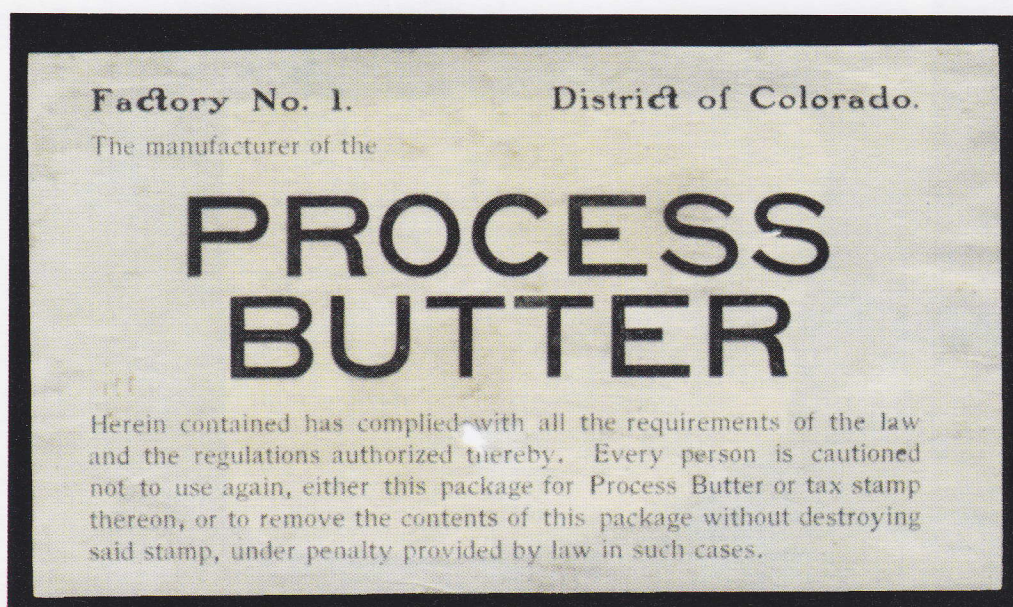 Factory No. 1. District of Colorado.
The manufacturer of the
PROCESS
BUTTER
Herein contained has complied with all the requirements of the law
and the regulations authorized thereby. Every person is cautioned
not to use again, either this package for Process Butter or tax stamp
thereon, or to remove the contents of this package without destroying
said stamp, under penalty provided by law in such cases.